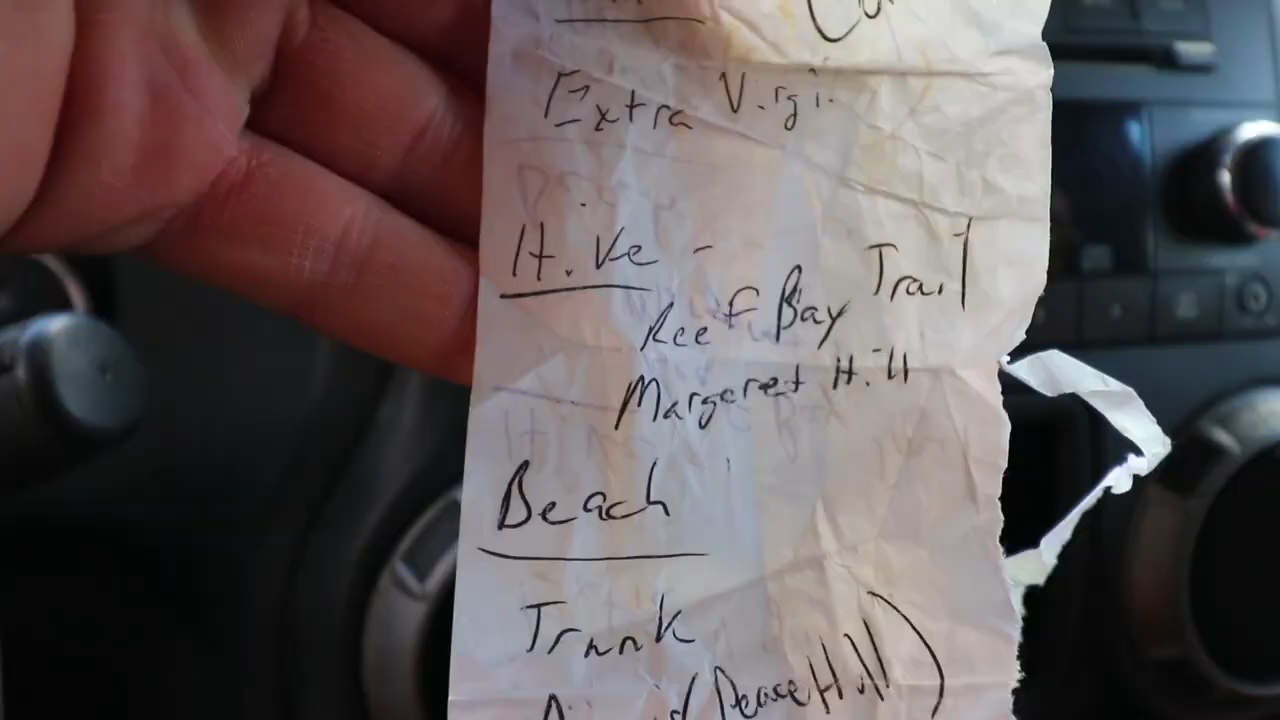 Extra Virgi
Hike -
Reef Bay Trail
Margaret Hill
Beach
Trunk
(Peace Hill)